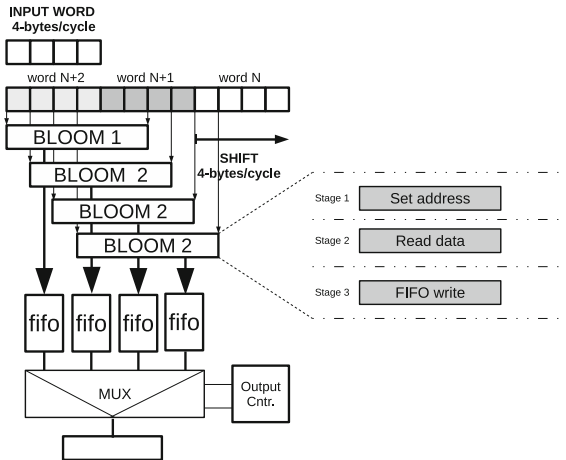 INPUT WORD
4-bytes/cycle
word N+2 word N+1 word N
BLOOM 1
SHIFT
4-bytes/cycle
BLOOM 2
BLOOM 2
BLOOM 2
Stage 1 Set address
Stage 2 Read data
Stage 3 FIFO write
fifo fifo fifo fifo
MUX
Output
Cntr.